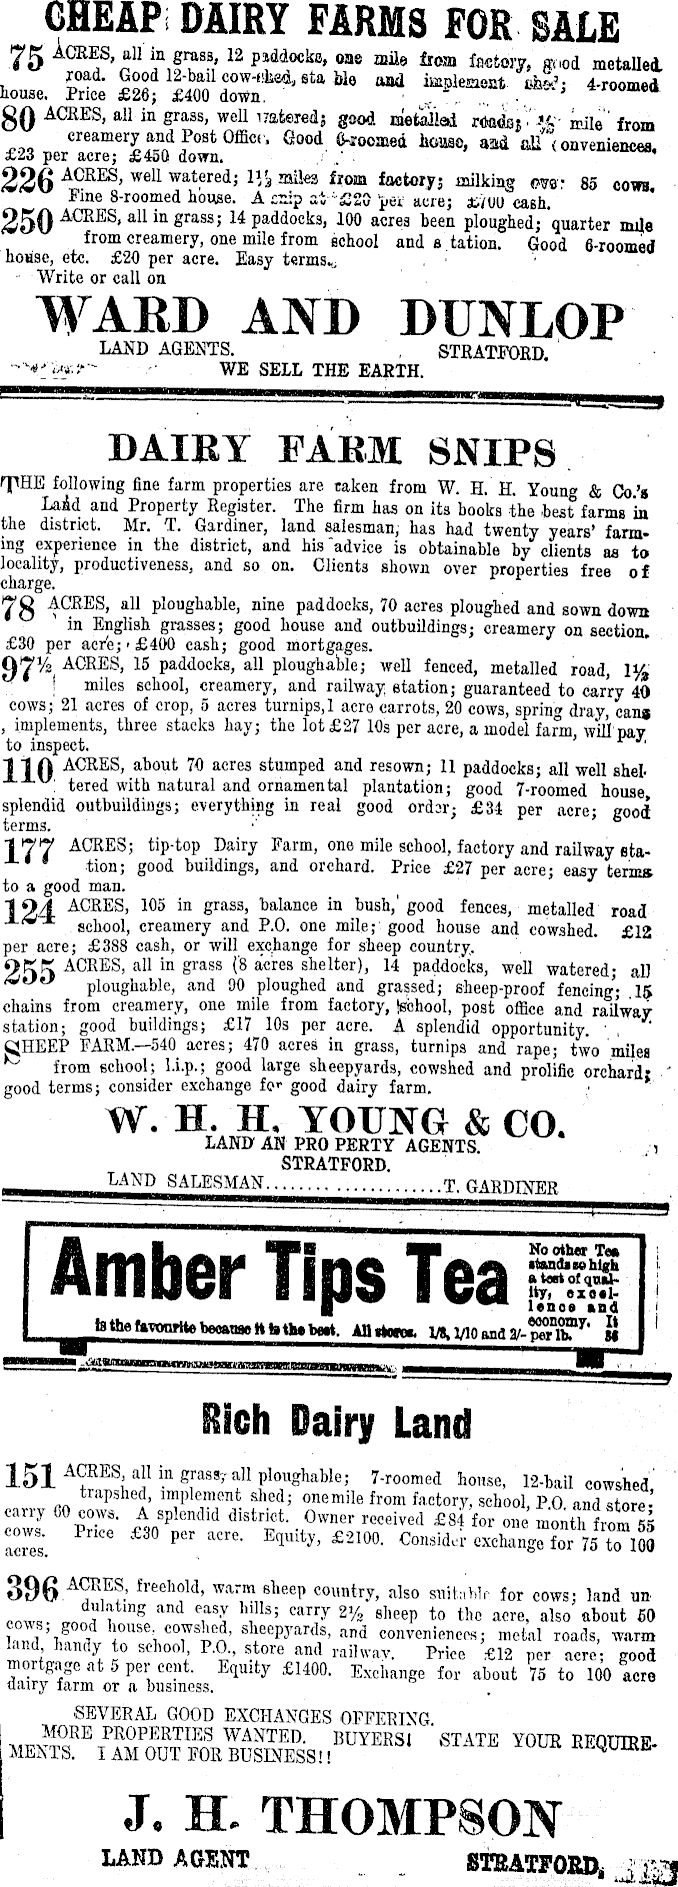 CHEAP DAIRY FARMS FOR SALE
75 ACRES, all in grass, 12 paddocks, one mile from factory, good metalled
road. Good 12-bail cow-shed, sta ble and implement shed; 4-roomed
house. Price £26; £400 down.
80 ACRES, all in grass, well watered; good metalled roads; ½ mile from
creamery and Post Office. Good 6-roomed house, and all conveniences.
£23 per acre; £450 down.
226 ACRES, well watered; 1½ miles from factory; milking over 85 cows.
Fine 8-roomed house. A snip at £20 per acre; £700 cash.
250 ACRES, all in grass; 14 paddocks, 100 acres been ploughed; quarter mile
from creamery, one mile from school and s tation. Good 6-roomed
house, etc. £20 per acre. Easy terms.
Write or call on
WARD AND DUNLOP
LAND AGENTS. STRATFORD.
WE SELL THE EARTH.
DAIRY FARM SNIPS
THE following fine farm properties are taken from W. H. H. Young & Co.'s
Land and Property Register. The firm has on its books the best farms in
the district. Mr. T. Gardiner, land salesman, has had twenty years' farm-
ing experience in the district, and his advice is obtainable by clients as to
locality, productiveness, and so on. Clients shown over properties free of
charge.
78 ACRES, all ploughable, nine paddocks, 70 acres ploughed and sown down
in English grasses; good house and outbuildings; creamery on section.
£30 per acre; £400 cash; good mortgages.
97½ ACRES, 15 paddocks, all ploughable; well fenced, metalled road, 1½
miles school, creamery, and railway station; guaranteed to carry 40
cows; 21 acres of crop, 5 acres turnips, 1 acre carrots, 20 cows, spring dray, cans
, implements, three stacks hay; the lot £27 10s per acre, a model farm, will pay
to inspect.
110 ACRES, about 70 acres stumped and resown; 11 paddocks; all well shel-
tered with natural and ornamental plantation; good 7-roomed house,
splendid outbuildings; everything in real good order; £34 per acre; good
terms.
177 ACRES; tip-top Dairy Farm, one mile school, factory and railway sta-
tion; good buildings, and orchard. Price £27 per acre; easy terms
to a good man.
124 ACRES, 105 in grass, balance in bush, good fences, metalled road
school, creamery and P.O. one mile; good house and cowshed. £12
per acre; £388 cash, or will exchange for sheep country.
255 ACRES, all in grass (8 acres shelter), 14 paddocks, well watered; all
ploughable, and 90 ploughed and grassed; sheep-proof fencing; 15
chains from creamery, one mile from factory, school, post office and railway
station; good buildings; £17 10s per acre. A splendid opportunity.
SHEEP FARM.—540 acres; 470 acres in grass, turnips and rape; two miles
from school; l.i.p.; good large sheepyards, cowshed and prolific orchard;
good terms; consider exchange for good dairy farm.
W. H. H. YOUNG & CO.
LAND AN PRO PERTY AGENTS.
STRATFORD.
LAND SALESMAN......................T. GARDINER
Amber Tips Tea
No other Tea
stands so high
a test of qual-
ity, excel-
lence and
economy. It
is the favourite because it is the best. All stores. 1/8, 1/10 and 2/- per lb. 36
Rich Dairy Land
151 ACRES, all in grass, all ploughable; 7-roomed house, 12-bail cowshed,
trapshed, implement shed; one mile from factory, school, P.O. and store;
carry 60 cows. A splendid district. Owner received £84 for one month from 55
cows. Price £30 per acre. Equity, £2100. Consider exchange for 75 to 100
acres.
396 ACRES, freehold, warm sheep country, also suitable for cows; land un
dulating and easy hills; carry 2½ sheep to the acre, also about 50
cows; good house, cowshed, sheepyards, and conveniences; metal roads, warm
land, handy to school, P.O., store and railway. Price £12 per acre; good
mortgage at 5 per cent. Equity £1400. Exchange for about 75 to 100 acre
dairy farm or a business.
SEVERAL GOOD EXCHANGES OFFERING.
MORE PROPERTIES WANTED. BUYERS! STATE YOUR REQUIRE-
MENTS. I AM OUT FOR BUSINESS!!
J. H. THOMPSON
LAND AGENT STRATFORD,